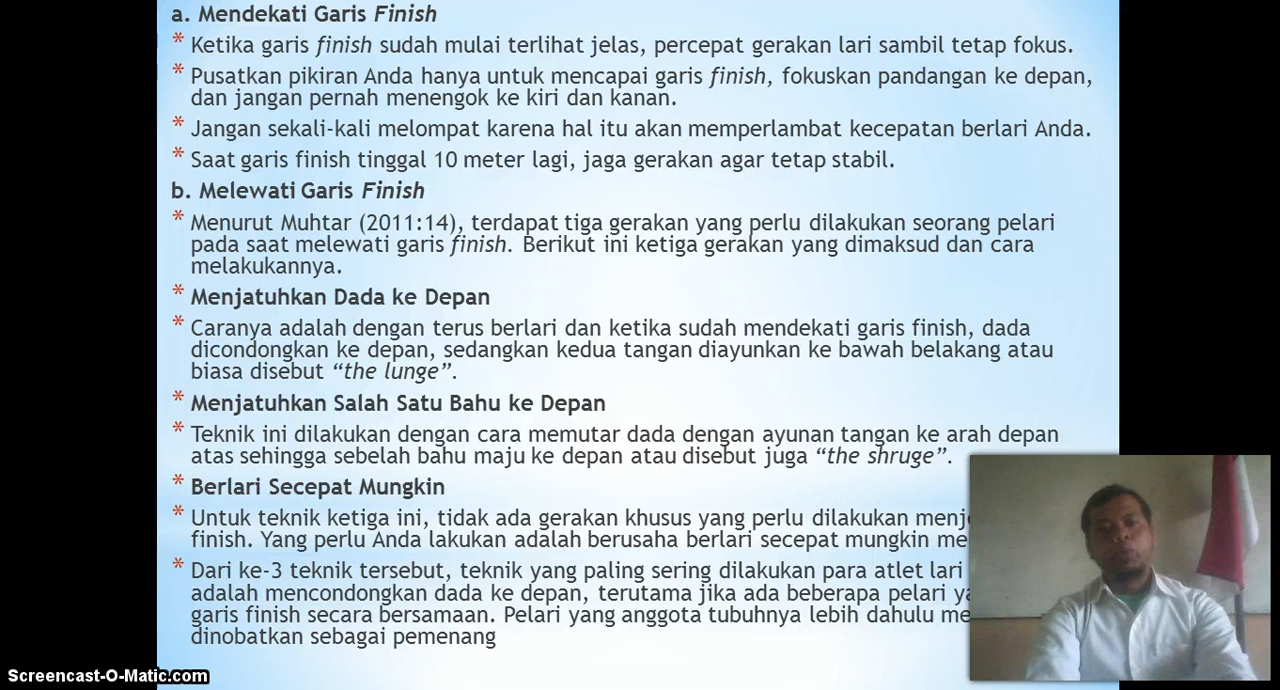 a. Mendekati Garis Finish
* Ketika garis finish sudah mulai terlihat jelas, percepat gerakan lari sambil tetap fokus.
* Pusatkan pikiran Anda hanya untuk mencapai garis finish, fokuskan pandangan ke depan,
dan jangan pernah menengok ke kiri dan kanan.
* Jangan sekali-kali melompat karena hal itu akan memperlambat kecepatan berlari Anda.
* Saat garis finish tinggal 10 meter lagi, jaga gerakan agar tetap stabil.
b. Melewati Garis Finish
* Menurut Muhtar (2011:14), terdapat tiga gerakan yang perlu dilakukan seorang pelari
pada saat melewati garis finish. Berikut ini ketiga gerakan yang dimaksud dan cara
melakukannya.
* Menjatuhkan Dada ke Depan
* Caranya adalah dengan terus berlari dan ketika sudah mendekati garis finish, dada
dicondongkan ke depan, sedangkan kedua tangan diayunkan ke bawah belakang atau
biasa disebut “the lunge”.
* Menjatuhkan Salah Satu Bahu ke Depan
* Teknik ini dilakukan dengan cara memutar dada dengan ayunan tangan ke arah depan
atas sehingga sebelah bahu maju ke depan atau disebut juga “the shruge”.
* Berlari Secepat Mungkin
* Untuk teknik ketiga ini, tidak ada gerakan khusus yang perlu dilakukan
finish. Yang perlu Anda lakukan adalah berusaha berlari secepat mungkin
* Dari ke-3 teknik tersebut, teknik yang paling sering dilakukan para atlet lari
adalah mencondongkan dada ke depan, terutama jika ada beberapa pelari
garis finish secara bersamaan. Pelari yang anggota tubuhnya lebih dahulu
dinobatkan sebagai pemenang
Screencast-O-Matic.com